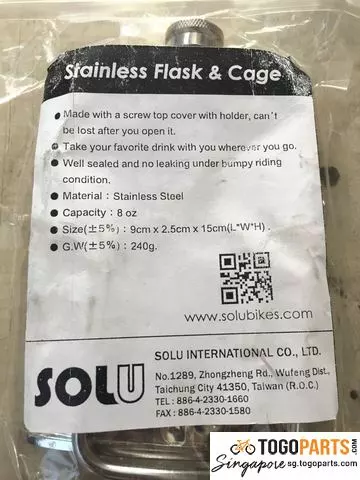 Stainless Flask & Cage
Made with a screw top cover with holder, can't
be lost after you open it.
Take your favorite drink with you wherever you go.
Well sealed and no leaking under bumpy riding
condition.
Material：Stainless Steel
Capacity：8 oz
Size(±5%)：9cm x 2.5cm x 15cm(L*W*H) .
G.W(±5%)：240g.
www.solubikes.com
SOLU INTERNATIONAL CO., LTD.
SOLU
No.1289, Zhongzheng Rd., Wufeng Dist.,
Taichung City 41350, Taiwan (R.O.C.)
TEL : 886-4-2330-1660
FAX : 886-4-2330-1580
TOGOPARTS.com
Singapore sg.togoparts.com